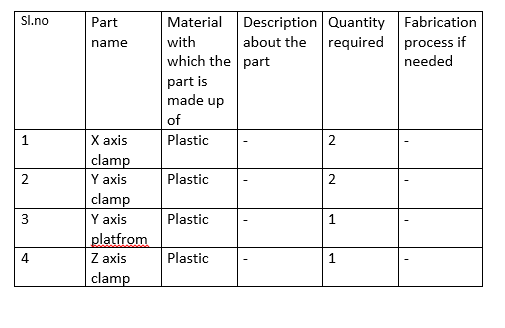 Sl.no Part Material Description Quantity Fabrication
name with about the required process if
which the part needed
part is
made up
of
1 X axis Plastic - 2 -
clamp
2 Y axis Plastic - 2 -
clamp
3 Y axis Plastic - 1 -
platfrom
4 Z axis Plastic - 1 -
clamp